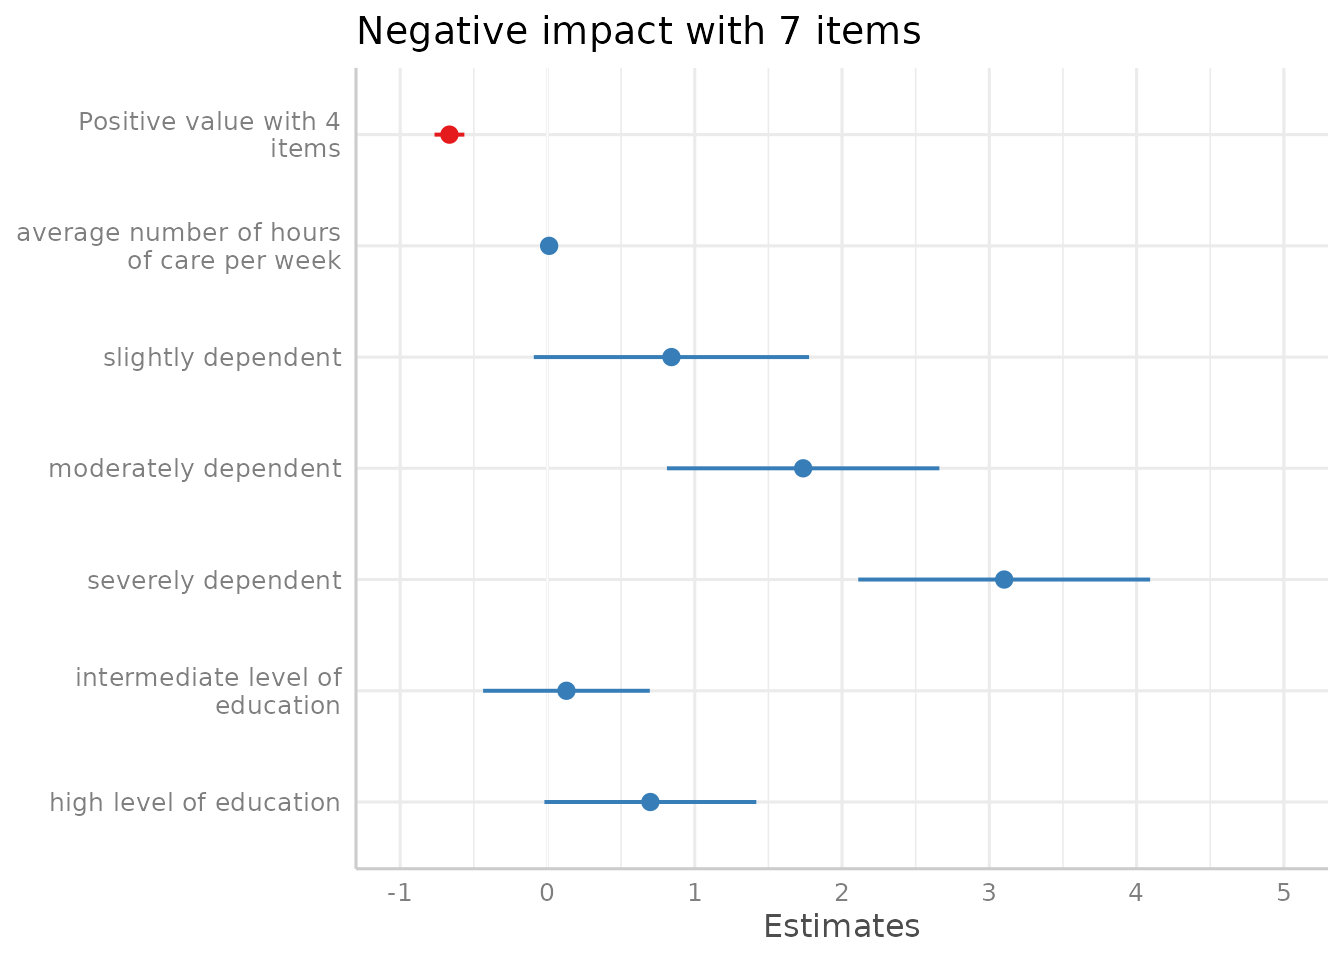 Negative impact with 7 items
Positive value with 4
items
average number of hours
of care per week
slightly dependent
moderately dependent
severely dependent
intermediate level of
education
high level of education
-1 0 1 2 3 4 5
Estimates